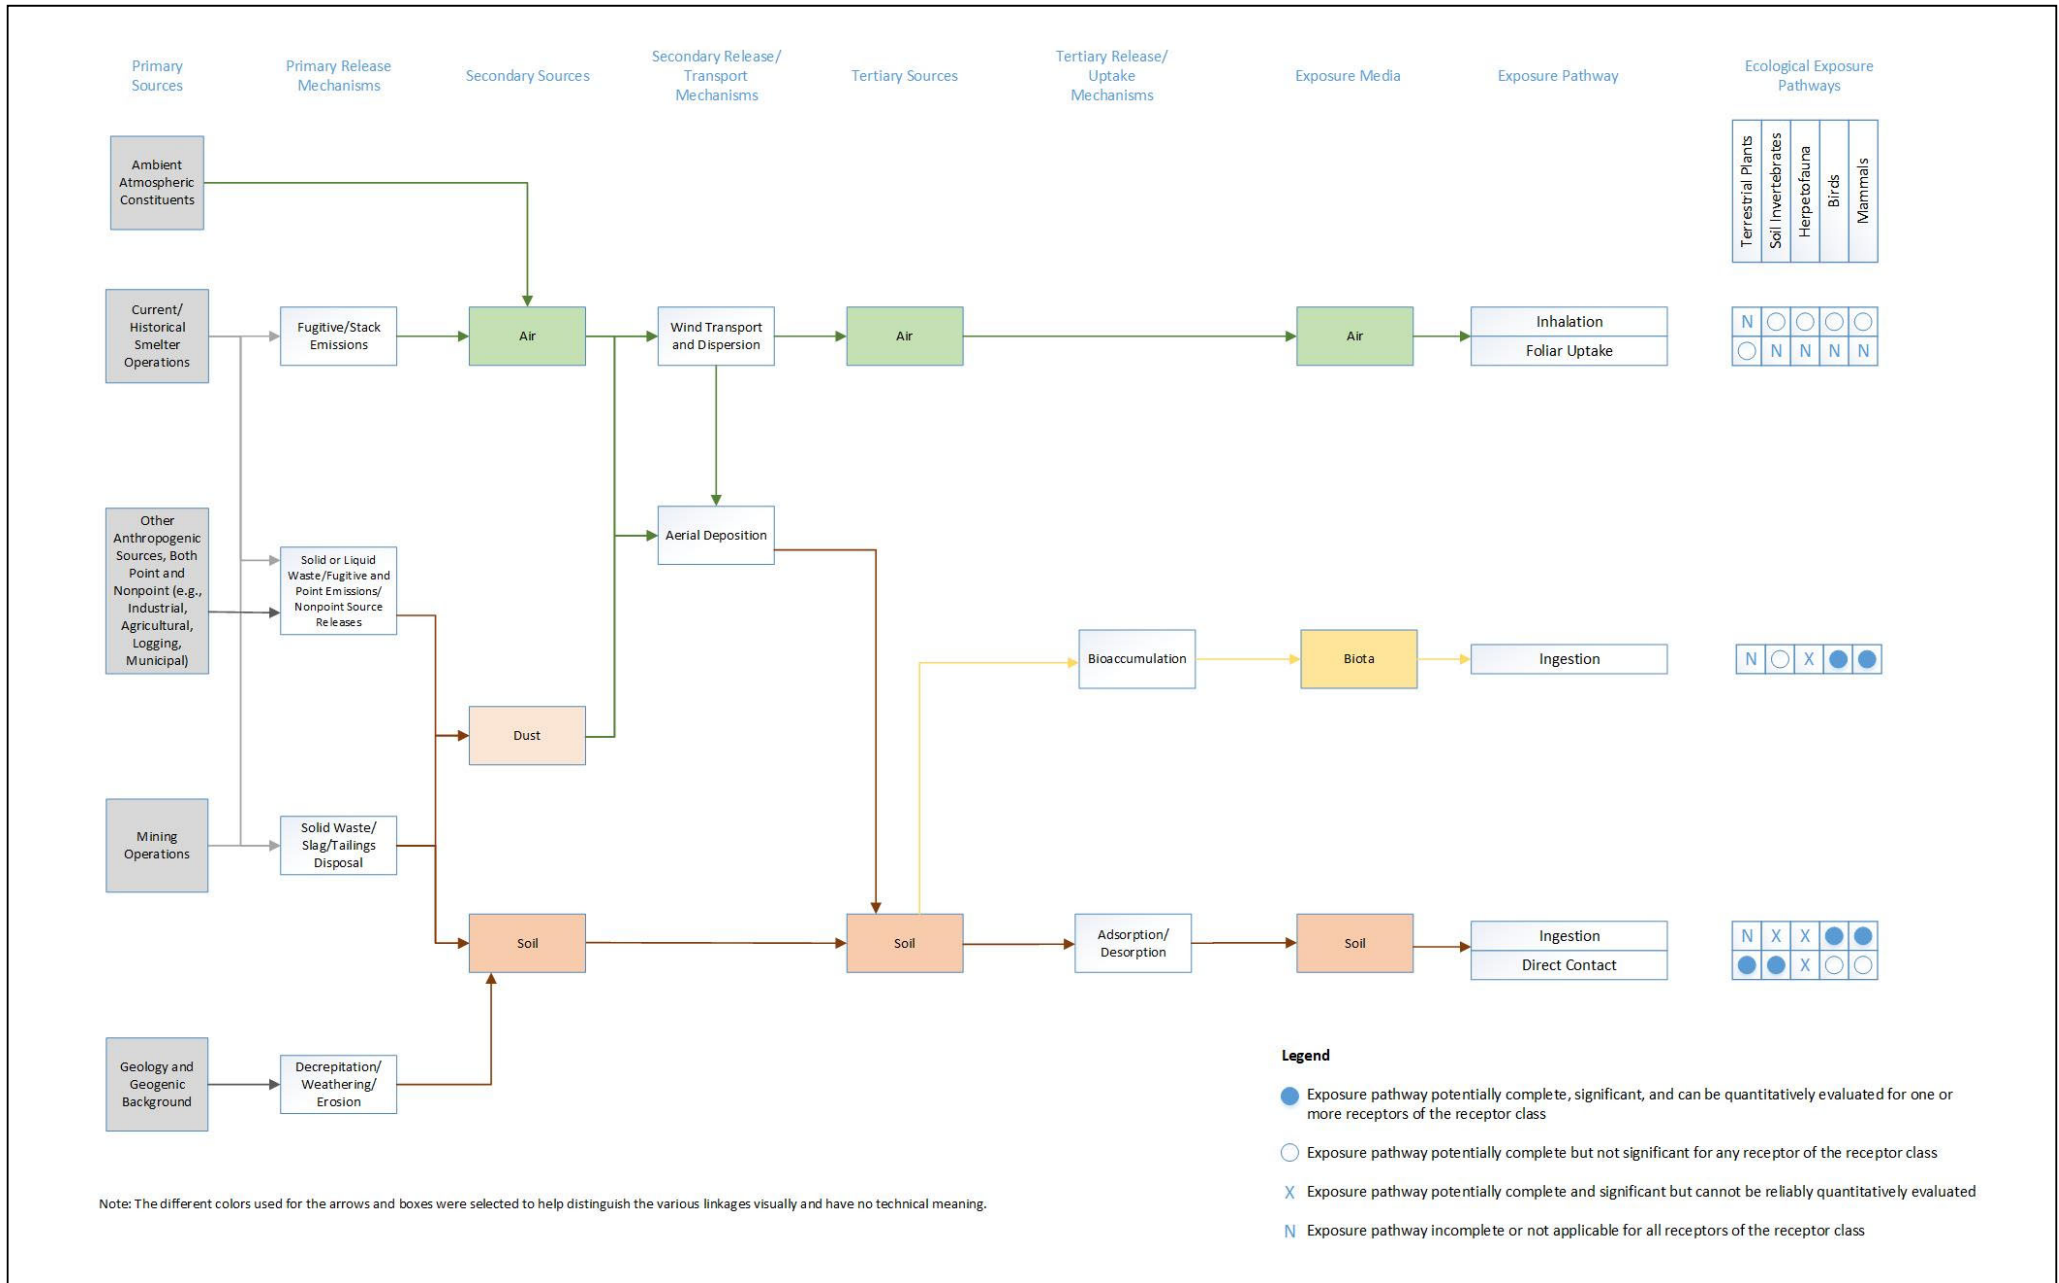 Primary
Sources
Primary Release
Mechanisms
Secondary Sources
Secondary Release/
Transport
Mechanisms
Tertiary Sources
Tertiary Release/
Uptake
Mechanisms
Exposure Media
Exposure Pathway
Ecological Exposure
Pathways
Terrestrial Plants
Soil Invertebrates
Herpetofauna
Birds
Mammals
Ambient
Atmospheric
Constituents
Current/
Historical
Smelter
Operations
Fugitive/Stack
Emissions
Air
Wind Transport
and Dispersion
Air
Air
Inhalation
Foliar Uptake
N
N N N N
Other
Anthropogenic
Sources, Both
Point and
Nonpoint (e.g.,
Industrial,
Agricultural,
Logging,
Municipal)
Solid or Liquid
Waste/Fugitive and
Point Emissions/
Nonpoint Source
Releases
Aerial Deposition
Bioaccumulation
Biota
Ingestion
N X
Dust
Mining
Operations
Solid Waste/
Slag/Tailings
Disposal
Soil
Soil
Adsorption/
Desorption
Soil
Ingestion
Direct Contact
N X X
X
Geology and
Geogenic
Background
Decrepitation/
Weathering/
Erosion
Legend
Exposure pathway potentially complete, significant, and can be quantitatively evaluated for one or
more receptors of the receptor class
Exposure pathway potentially complete but not significant for any receptor of the receptor class
X Exposure pathway potentially complete and significant but cannot be reliably quantitatively evaluated
N Exposure pathway incomplete or not applicable for all receptors of the receptor class
Note: The different colors used for the arrows and boxes were selected to help distinguish the various linkages visually and have no technical meaning.